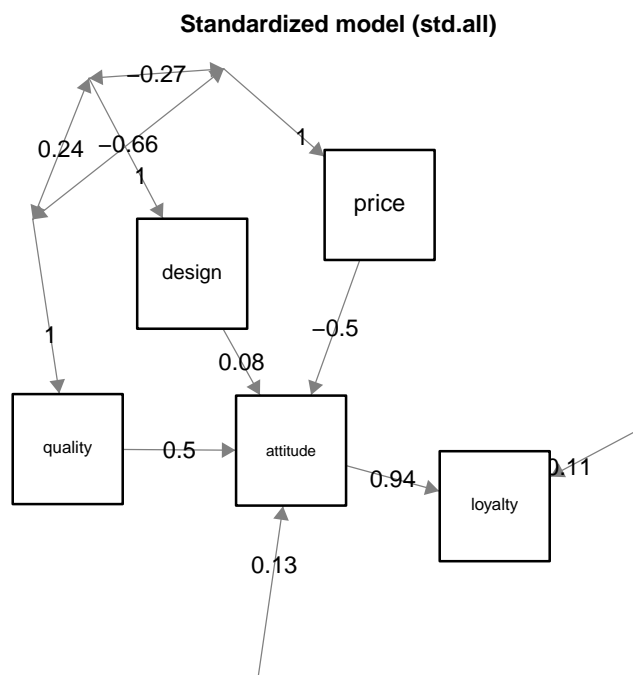 Standardized model (std.all)
−0.27
0.24
−0.66
1
1
price
design
−0.5
1
0.08
quality
0.5
attitude
0.94
0.11
loyalty
0.13